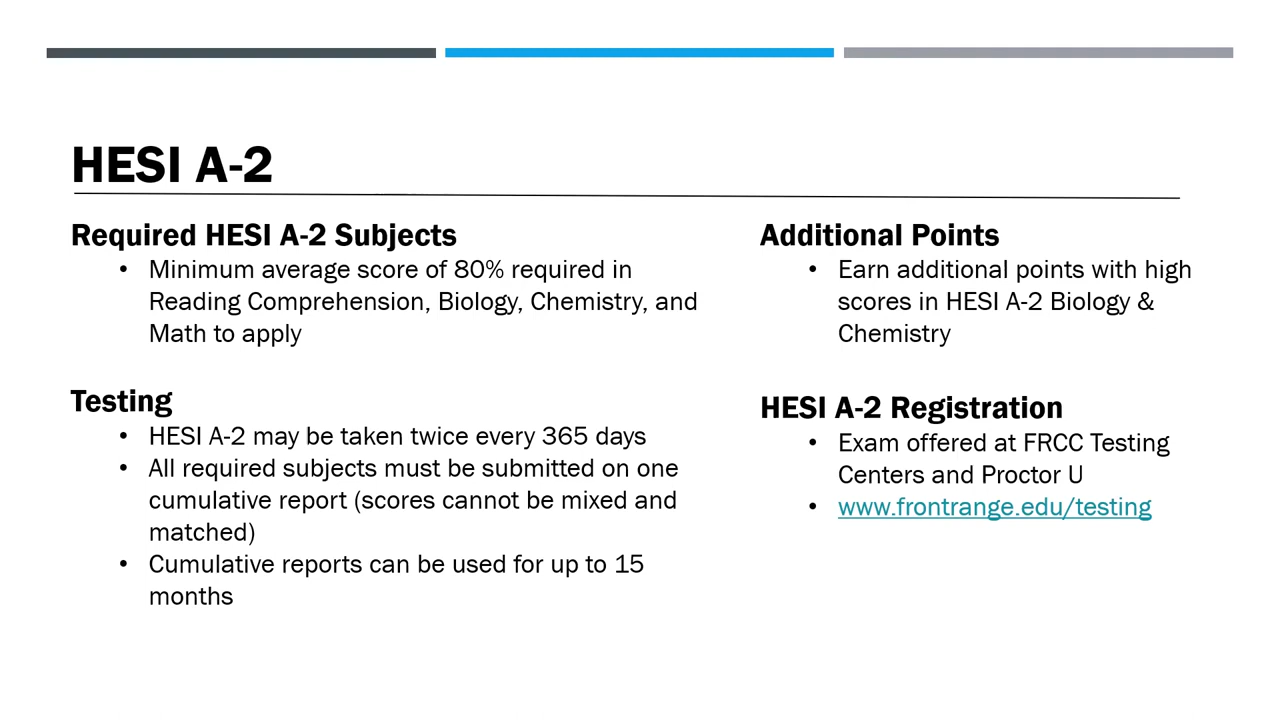 HESI A-2
Required HESI A-2 Subjects
• Minimum average score of 80% required in
Reading Comprehension, Biology, Chemistry, and
Math to apply
Testing
• HESI A-2 may be taken twice every 365 days
• All required subjects must be submitted on one
cumulative report (scores cannot be mixed and
matched)
• Cumulative reports can be used for up to 15
months
Additional Points
• Earn additional points with high
scores in HESI A-2 Biology &
Chemistry
HESI A-2 Registration
• Exam offered at FRCC Testing
Centers and Proctor U
• www.frontrange.edu/testing